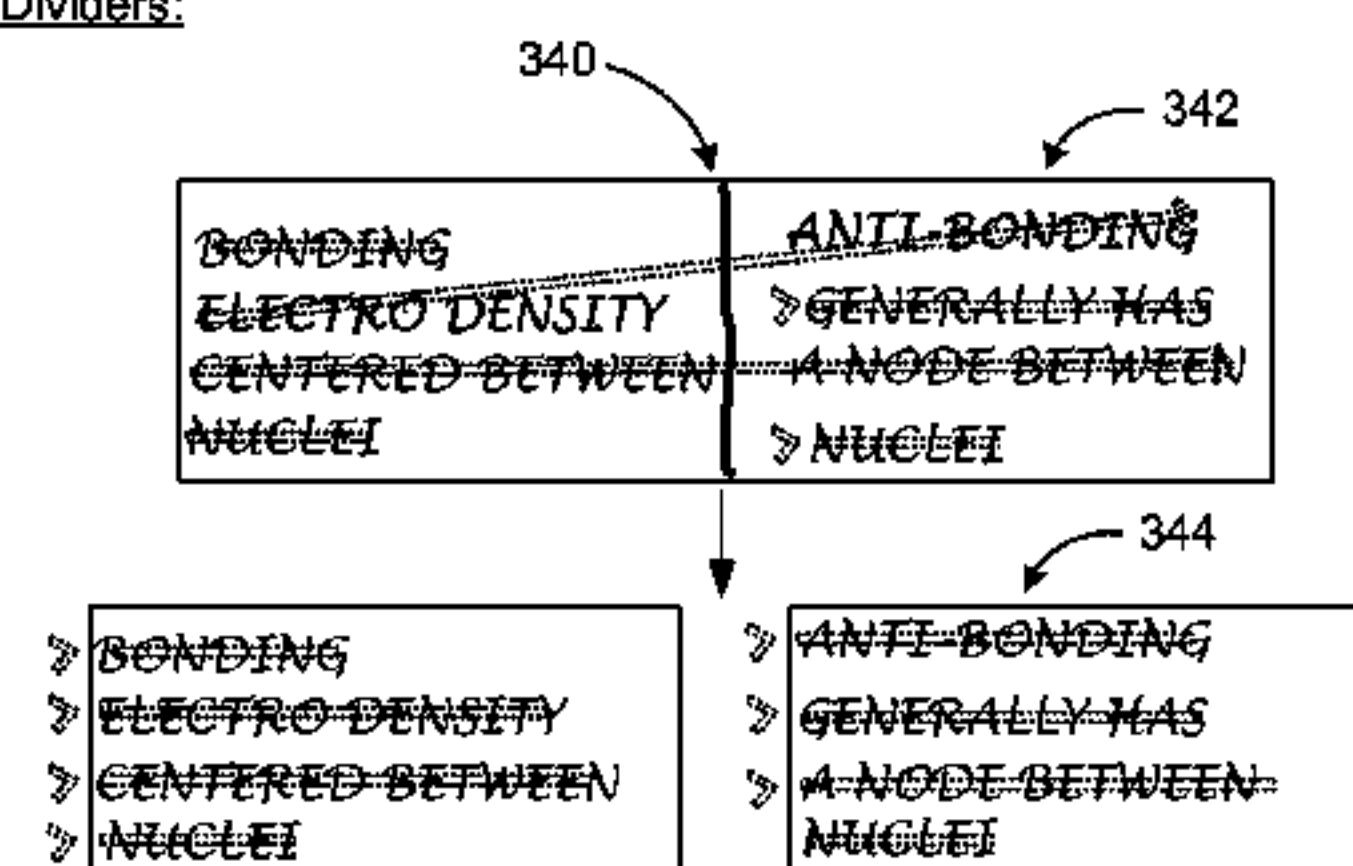 Dividers:
340
342
BONDING
ELECTRO DENSITY
CENTERED BETWEEN
NUCLEI
ANTI-BONDING
GENERALLY HAS
A NODE BETWEEN
NUCLEI
344
BONDING
ELECTRO DENSITY
CENTERED BETWEEN
NUCLEI
ANTI-BONDING
GENERALLY HAS
A NODE BETWEEN
NUCLEI